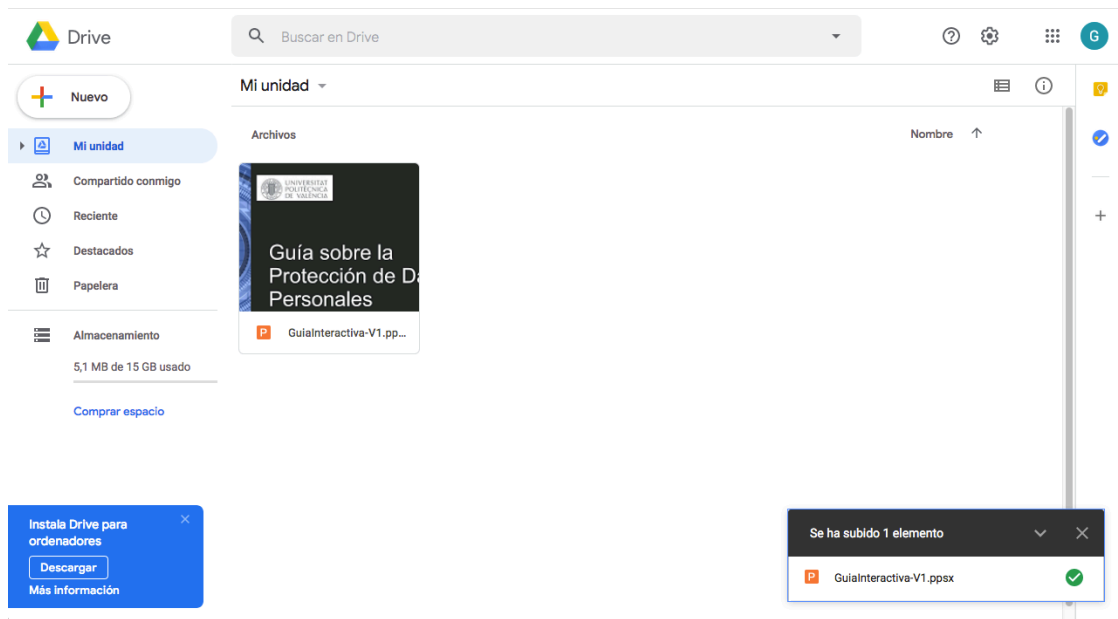 Drive
Buscar en Drive
G
Nuevo
Mi unidad
Compartido conmigo
Reciente
Destacados
Papelera
Almacenamiento
5,1 MB de 15 GB usado
Comprar espacio
Instala Drive para
ordenadores
Descargar
Más información
Mi unidad
Archivos
Nombre
UNIVERSITAT
POLITÈCNICA
DE VALÈNCIA
Guía sobre la
Protección de Da
Personales
P GuiaInteractiva-V1.pp...
Se ha subido 1 elemento
P GuiaInteractiva-V1.ppsx